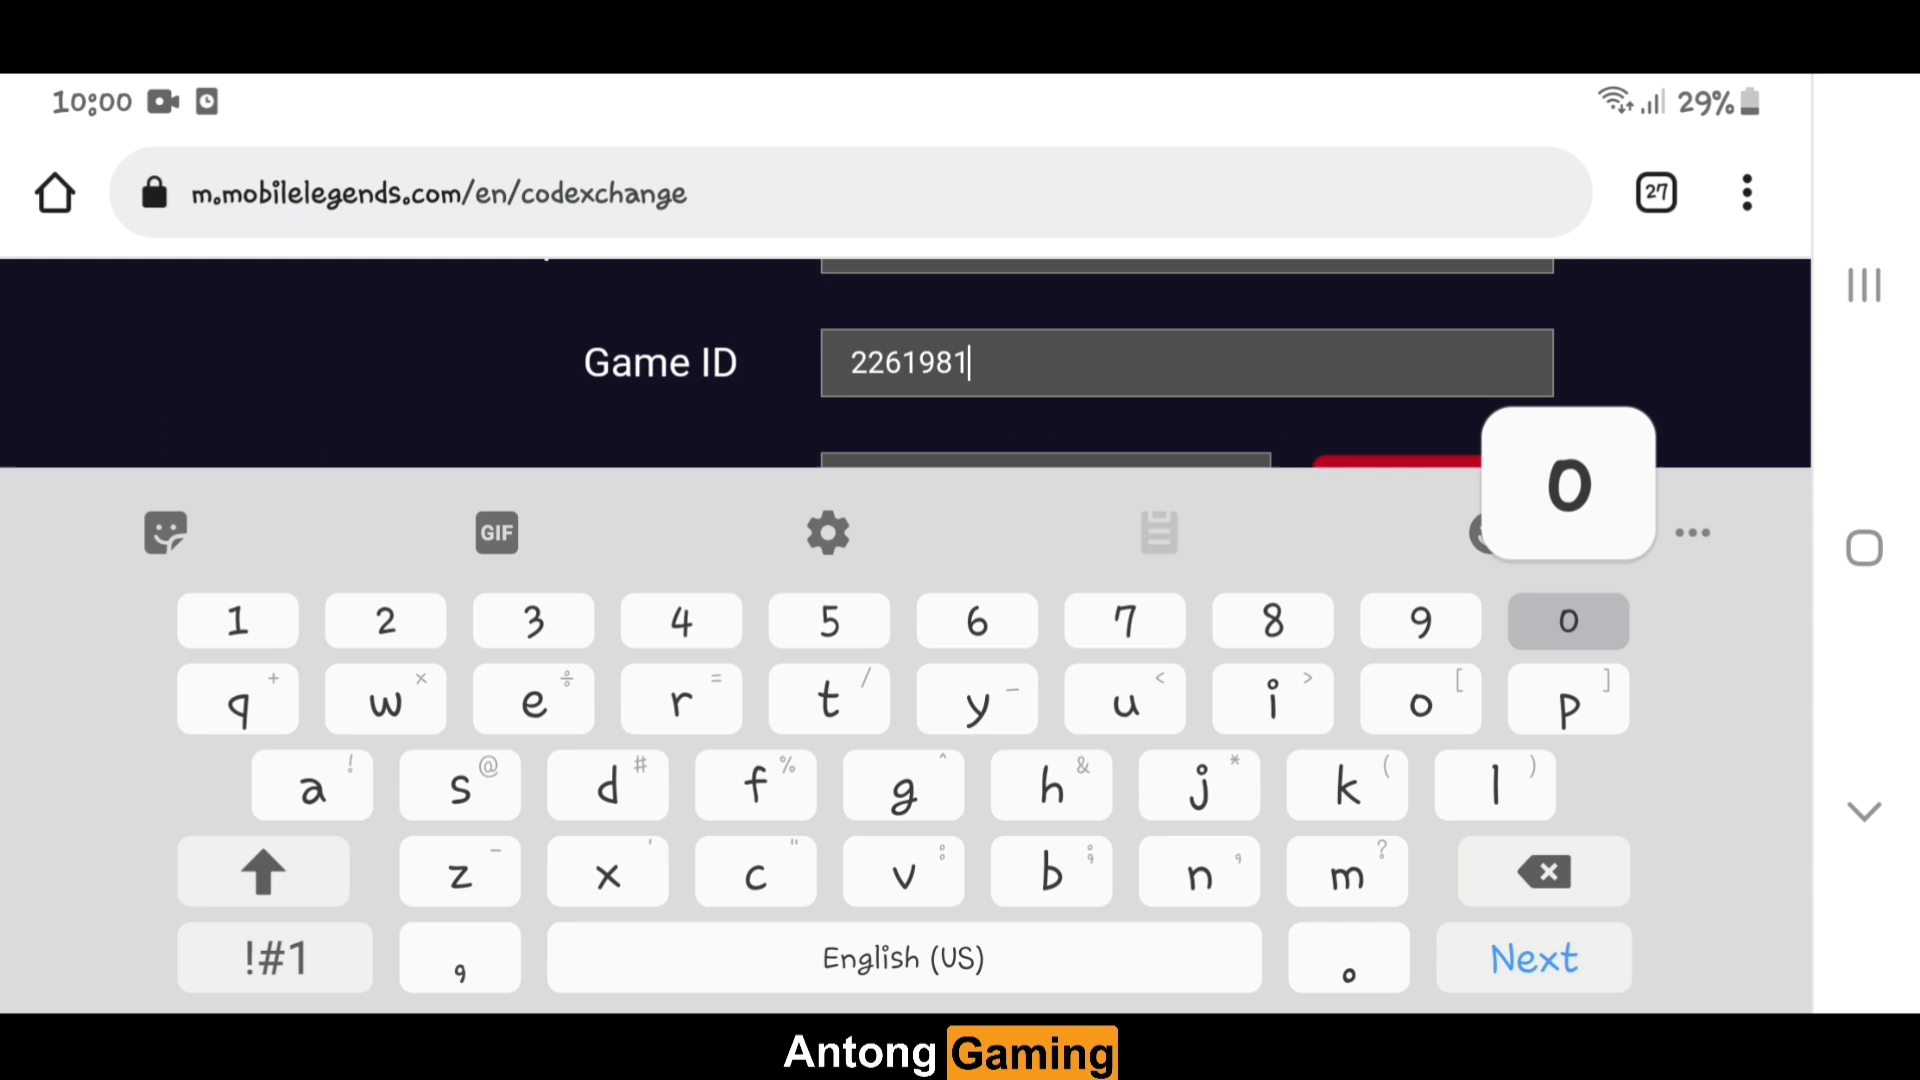 10:00 29%
m.mobilelegends.com/en/codexchange 27
Game ID 2261981
0
GIF
1 2 3 4 5 6 7 8 9 0
q + w × e ÷ r = t / y _ u < i > o [ p ]
a ! s @ d # f % g ^ h & j * k ( l )
z - x ' c " v : b ; n , m ?
!#1 , English (US) . Next
Antong Gaming